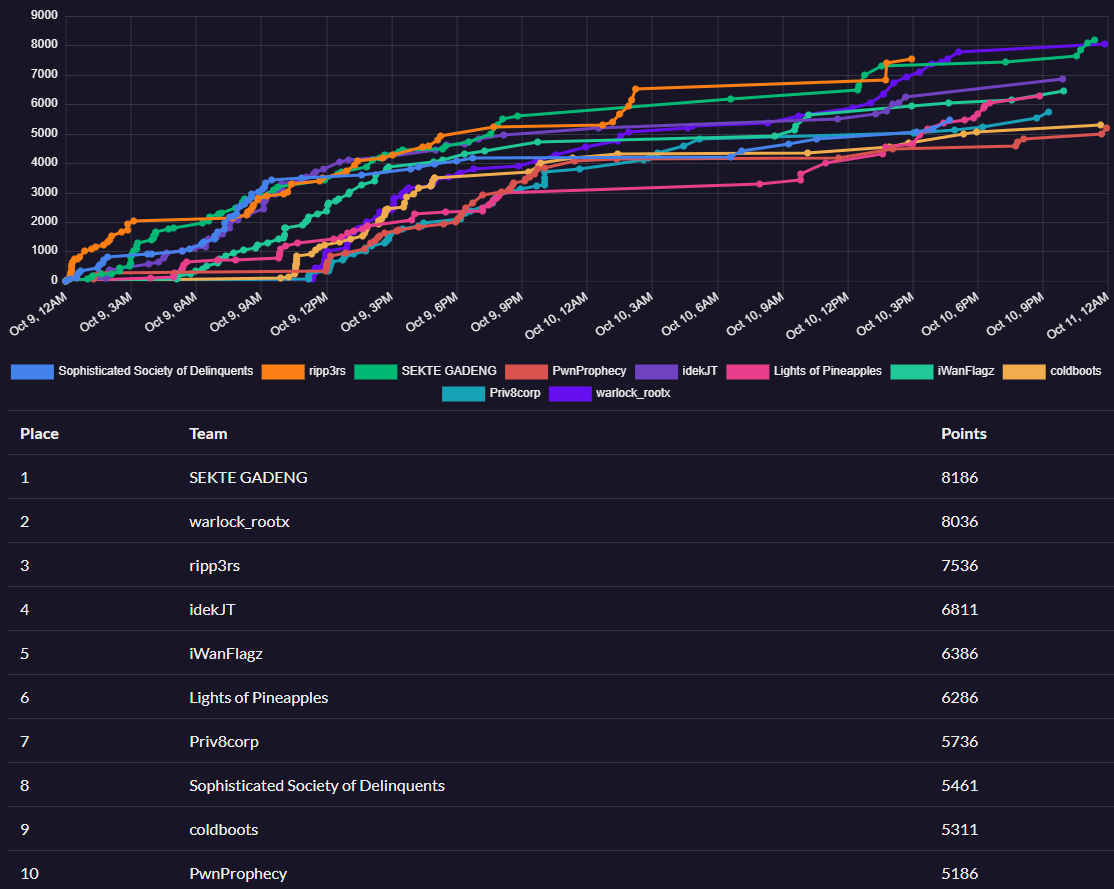 9000
8000
7000
6000
5000
4000
3000
2000
1000
0
Oct 9, 12AM
Oct 9, 3AM
Oct 9, 6AM
Oct 9, 9AM
Oct 9, 12PM
Oct 9, 3PM
Oct 9, 6PM
Oct 9, 9PM
Oct 10, 12AM
Oct 10, 3AM
Oct 10, 6AM
Oct 10, 9AM
Oct 10, 12PM
Oct 10, 3PM
Oct 10, 6PM
Oct 10, 9PM
Oct 11, 12AM
Sophisticated Society of Delinquents ripp3rs SEKTE GADENG PwnProphecy idekJT Lights of Pineapples iWanFlagz coldboots
Priv8corp warlock_rootx
Place Team Points
1 SEKTE GADENG 8186
2 warlock_rootx 8036
3 ripp3rs 7536
4 idekJT 6811
5 iWanFlagz 6386
6 Lights of Pineapples 6286
7 Priv8corp 5736
8 Sophisticated Society of Delinquents 5461
9 coldboots 5311
10 PwnProphecy 5186